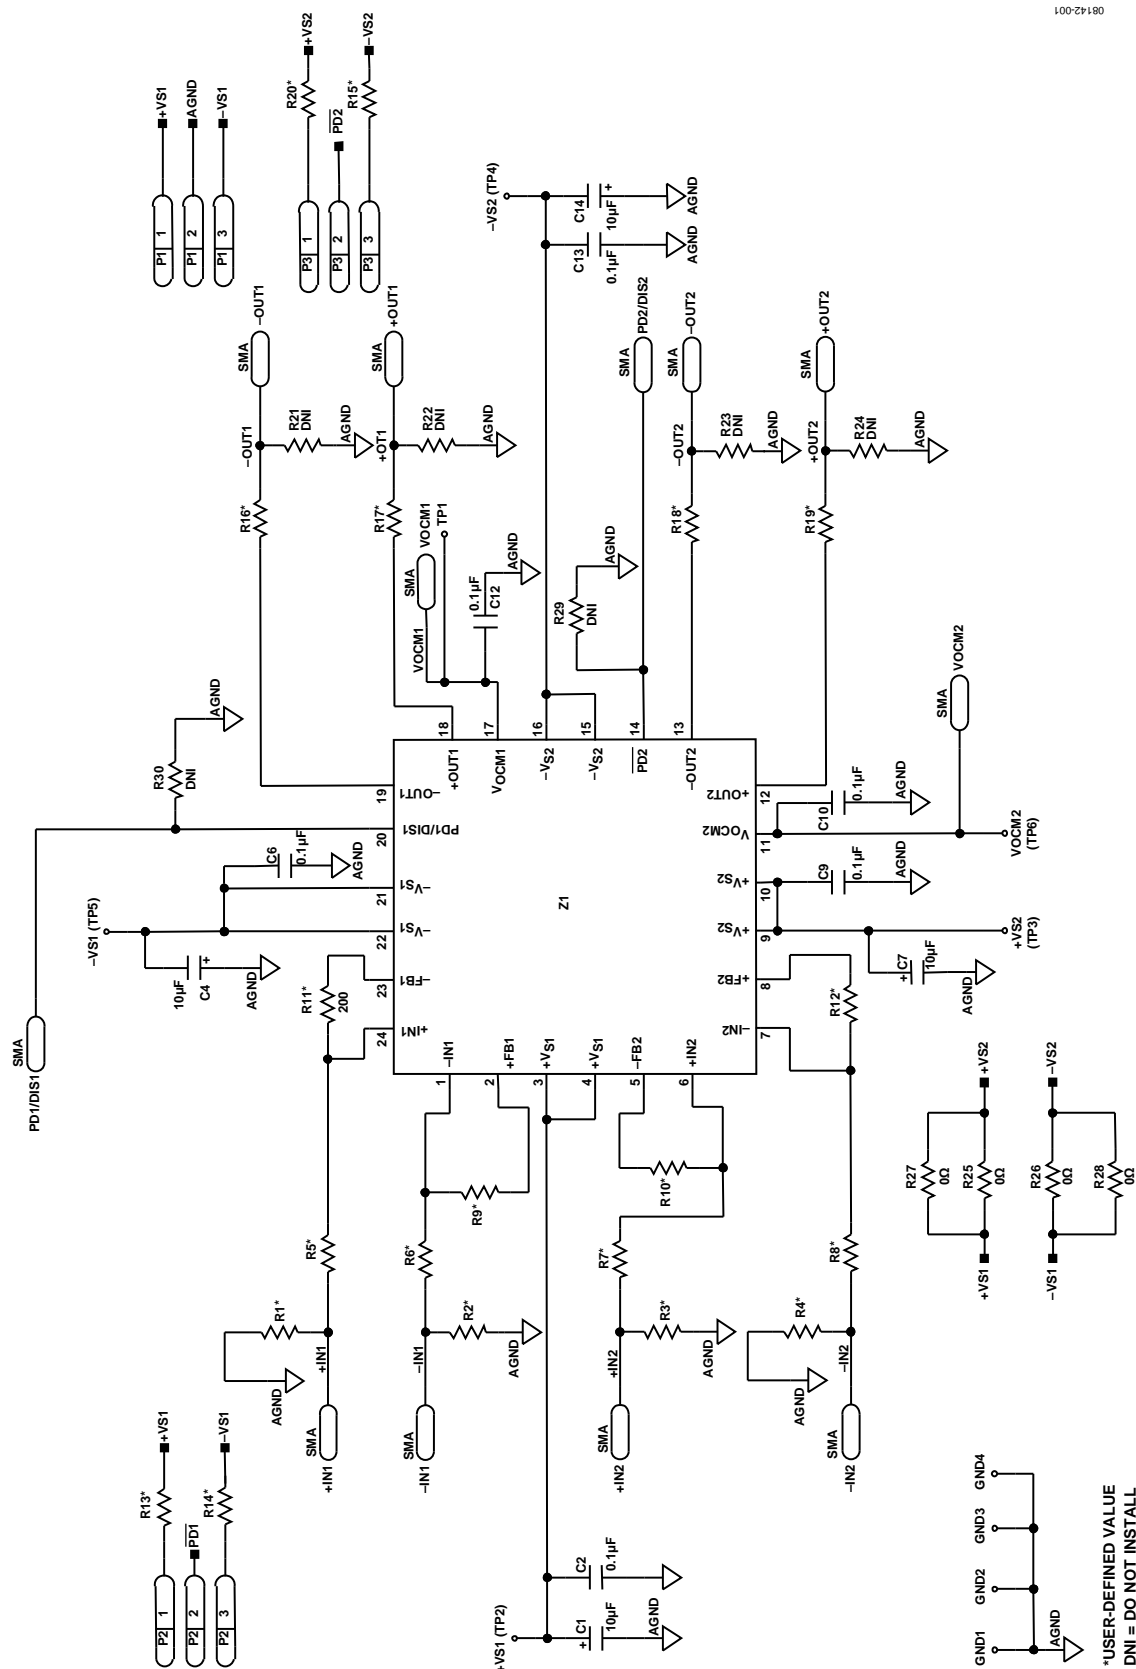 08142-001
P1 1
+VS1
P1 2
AGND
P1 3
–VS1
P3 1
R20*
+VS2
P3 2
PD2
P3 3
R15*
–VS2
SMA
–OUT1
–OUT1
R16*
R21
DNI
AGND
SMA
+OUT1
+OT1
R17*
R22
DNI
AGND
SMA
VOCM1
VOCM1
TP1
0.1µF
C12
AGND
–VS2 (TP4)
C13
0.1µF
AGND
C14
10µF
+
AGND
SMA
PD2/DIS2
R29
DNI
AGND
SMA
–OUT2
–OUT2
R18*
R23
DNI
AGND
SMA
+OUT2
+OUT2
R19*
R24
DNI
AGND
SMA
PD1/DIS1
R30
DNI
AGND
–VS1 (TP5)
10µF
C4
+
AGND
C6
0.1µF
AGND
R11*
200
Z1
24
+IN1
23
–FB1
22
–VS1
21
–VS1
20
PD1/DIS1
19
–OUT1
18
+OUT1
17
VOCM1
16
–VS2
15
–VS2
14
PD2
13
–OUT2
12
+OUT2
11
VOCM2
10
+VS2
9
+VS2
8
+FB2
7
–IN2
1
–IN1
2
+FB1
3
+VS1
4
+VS1
5
–FB2
6
+IN2
C10
0.1µF
AGND
SMA
VOCM2
VOCM2
(TP6)
C9
0.1µF
AGND
+VS2
(TP3)
+
C7
10µF
AGND
R12*
R5*
R1*
AGND
+IN1
SMA
+IN1
R9*
R6*
R2*
AGND
–IN1
SMA
–IN1
R10*
R7*
R3*
AGND
+IN2
SMA
+IN2
R8*
R4*
AGND
–IN2
SMA
–IN2
P2 1
R13*
+VS1
P2 2
PD1
P2 3
R14*
–VS1
+VS1 (TP2)
+
C1
10µF
AGND
C2
0.1µF
+VS1
R27
0Ω
R25
0Ω
+VS2
–VS1
R26
0Ω
R28
0Ω
–VS2
GND1
GND2
GND3
GND4
AGND
*USER-DEFINED VALUE
DNI = DO NOT INSTALL